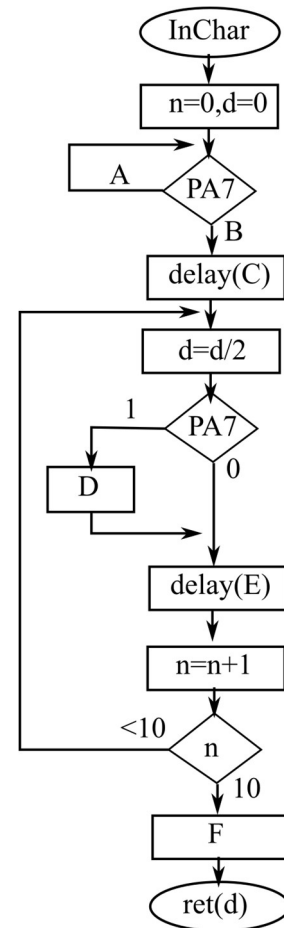 InChar
n=0,d=0
A
PA7
B
delay(C)
d=d/2
1
PA7
0
D
delay(E)
n=n+1
<10
n
10
F
ret(d)